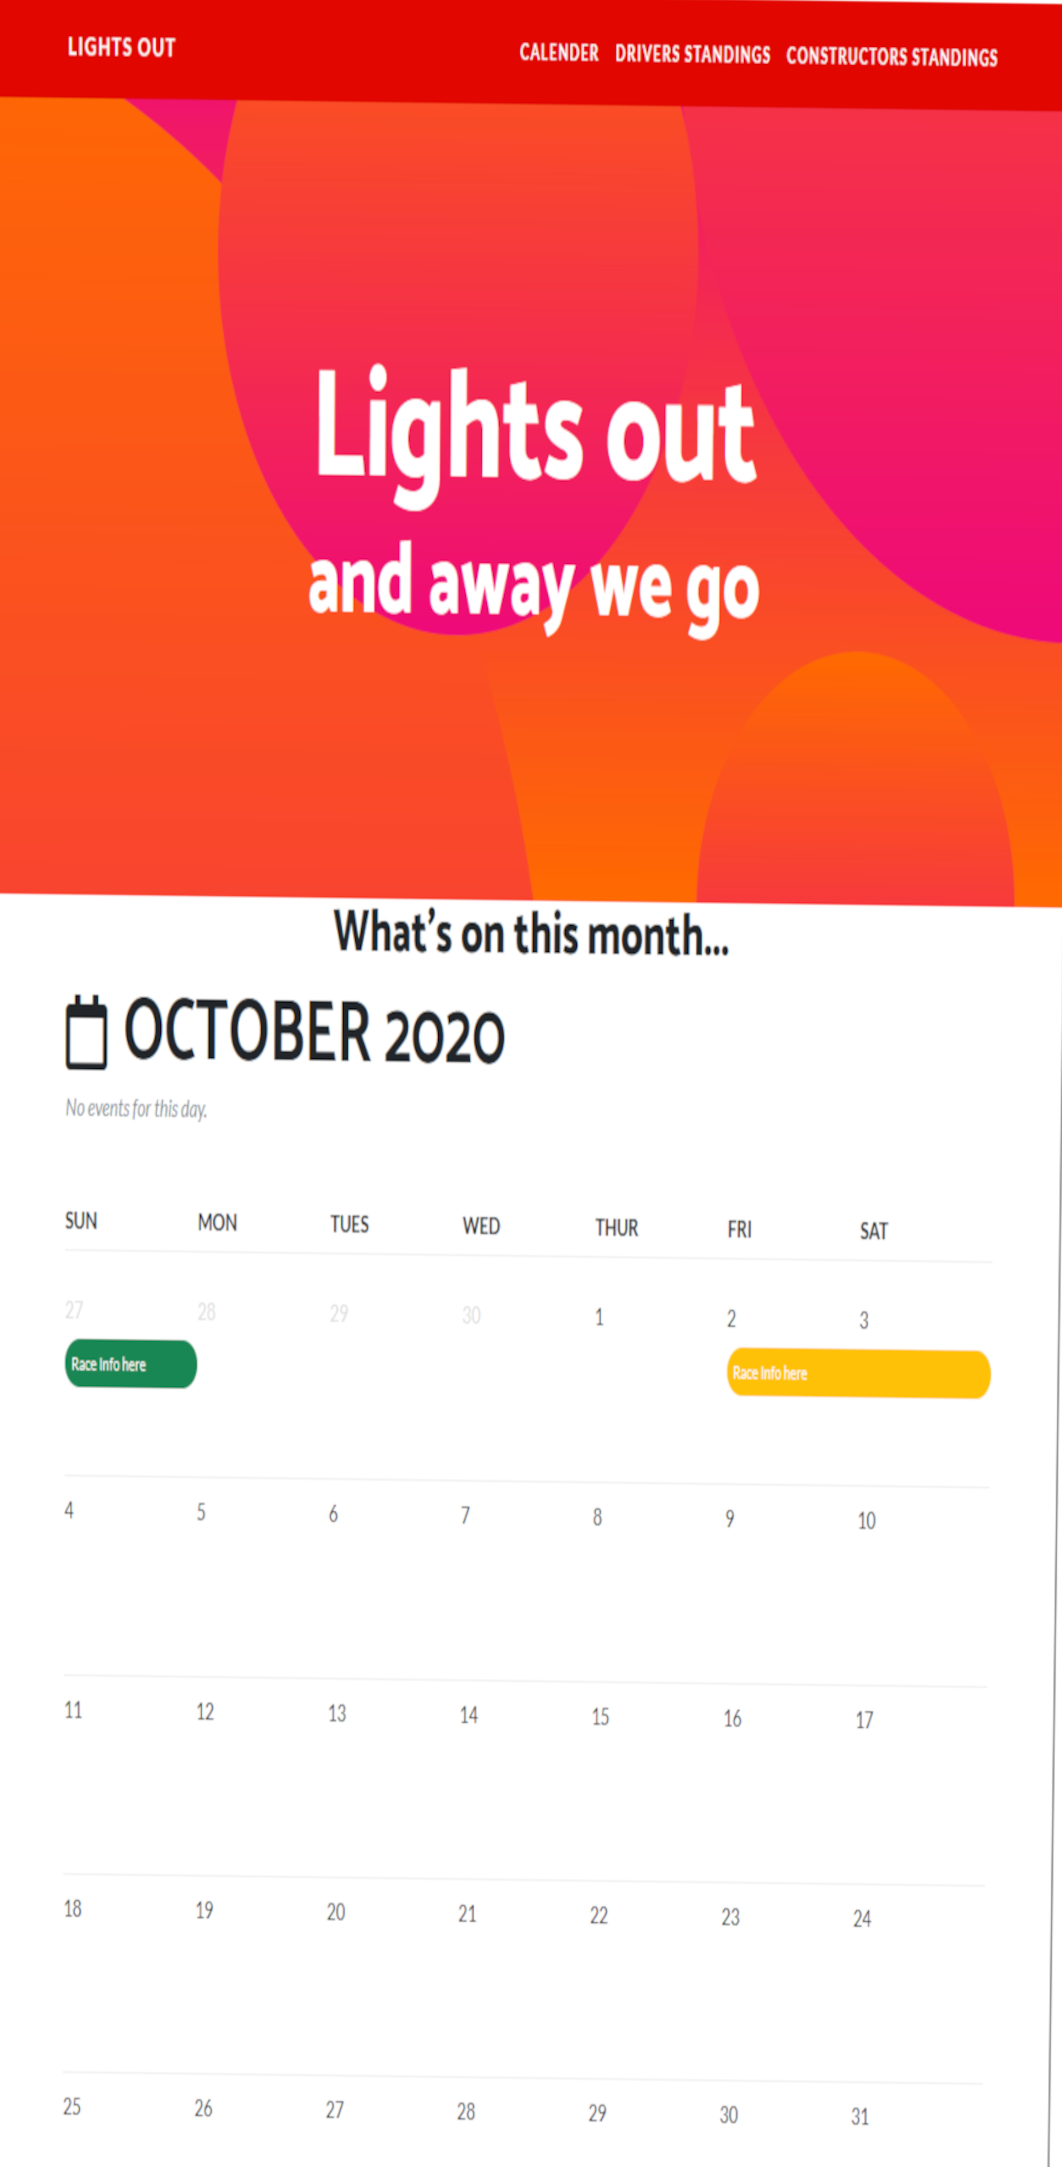 LIGHTS OUT CALENDER DRIVERS STANDINGS CONSTRUCTORS STANDINGS
Lights out
and away we go
What's on this month...
OCTOBER 2020
No events for this day.
SUN MON TUES WED THUR FRI SAT
27 28 29 30 1 2 3
Race Info here Race Info here
4 5 6 7 8 9 10
11 12 13 14 15 16 17
18 19 20 21 22 23 24
25 26 27 28 29 30 31